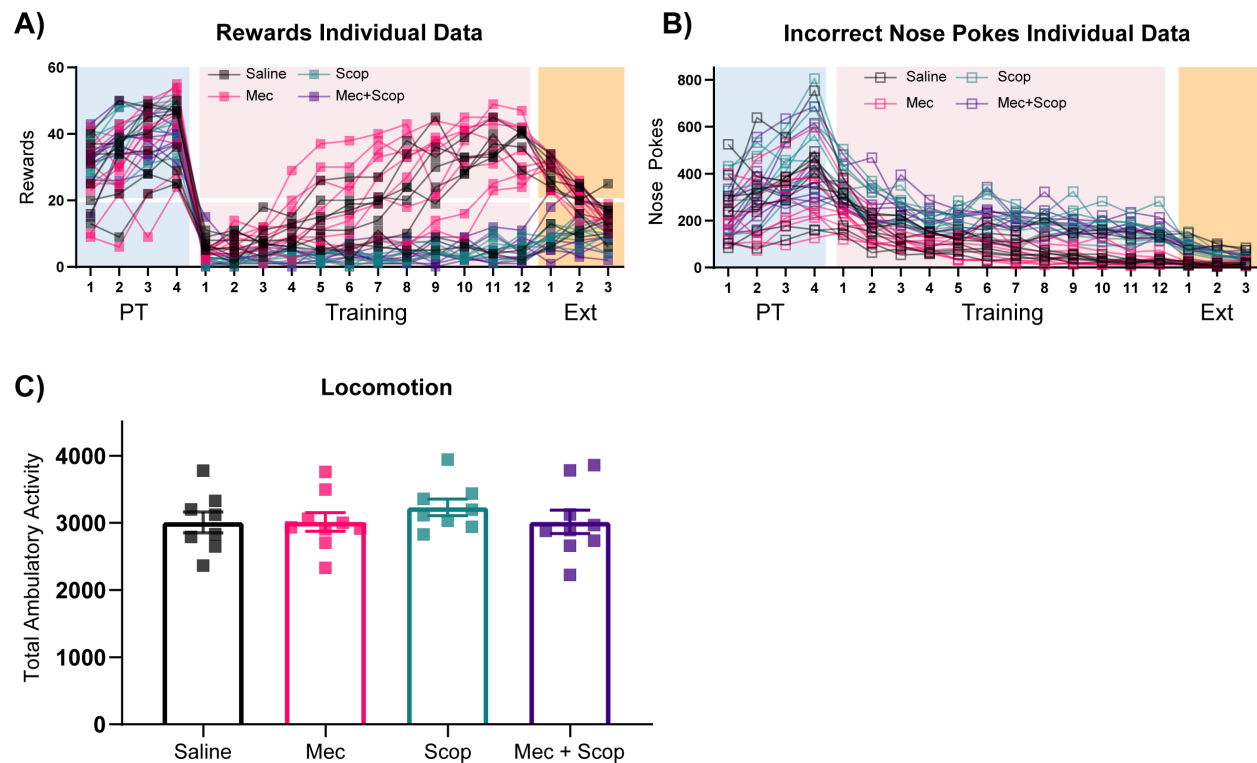 A)
Rewards Individual Data
Saline Scop
Mec Mec+Scop
Rewards
60
40
20
0
1 2 3 4 1 2 3 4 5 6 7 8 9 10 11 12 1 2 3
PT Training Ext
B)
Incorrect Nose Pokes Individual Data
Saline Scop
Mec Mec+Scop
Nose Pokes
800
600
400
200
0
1 2 3 4 1 2 3 4 5 6 7 8 9 10 11 12 1 2 3
PT Training Ext
C)
Locomotion
Total Ambulatory Activity
4000
3000
2000
1000
0
Saline Mec Scop Mec + Scop